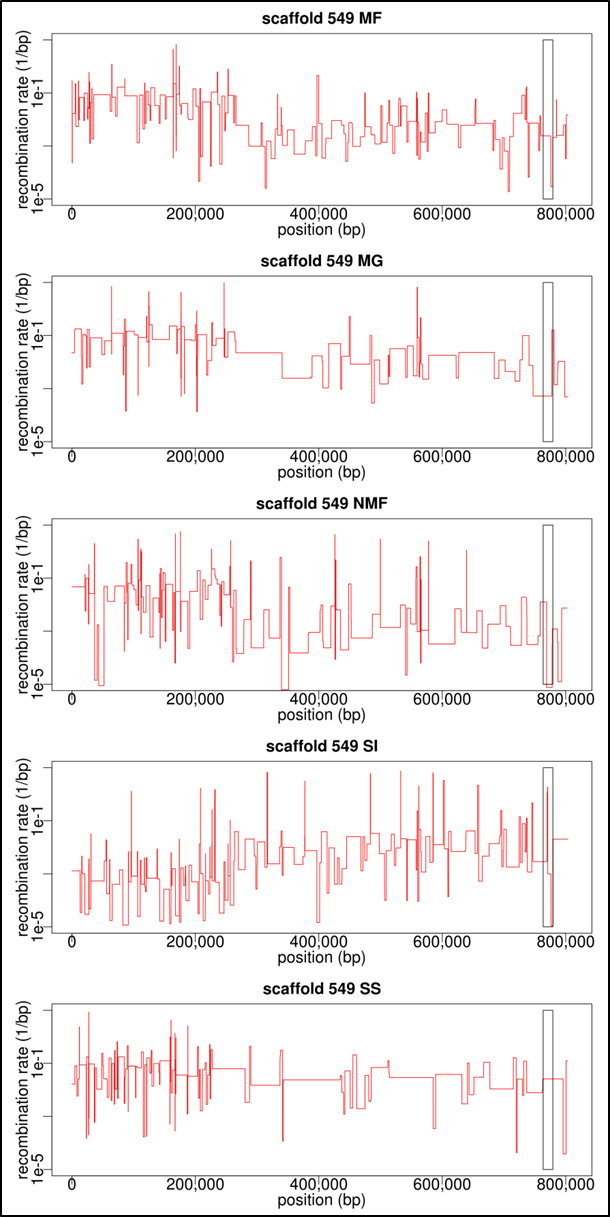 scaffold 549 MF
recombination rate (1/bp)
1e-1
1e-5
0 200,000 400,000 600,000 800,000
position (bp)
scaffold 549 MG
recombination rate (1/bp)
1e-1
1e-5
0 200,000 400,000 600,000 800,000
position (bp)
scaffold 549 NMF
recombination rate (1/bp)
1e-1
1e-5
0 200,000 400,000 600,000 800,000
position (bp)
scaffold 549 SI
recombination rate (1/bp)
1e-1
1e-5
0 200,000 400,000 600,000 800,000
position (bp)
scaffold 549 SS
recombination rate (1/bp)
1e-1
1e-5
0 200,000 400,000 600,000 800,000
position (bp)